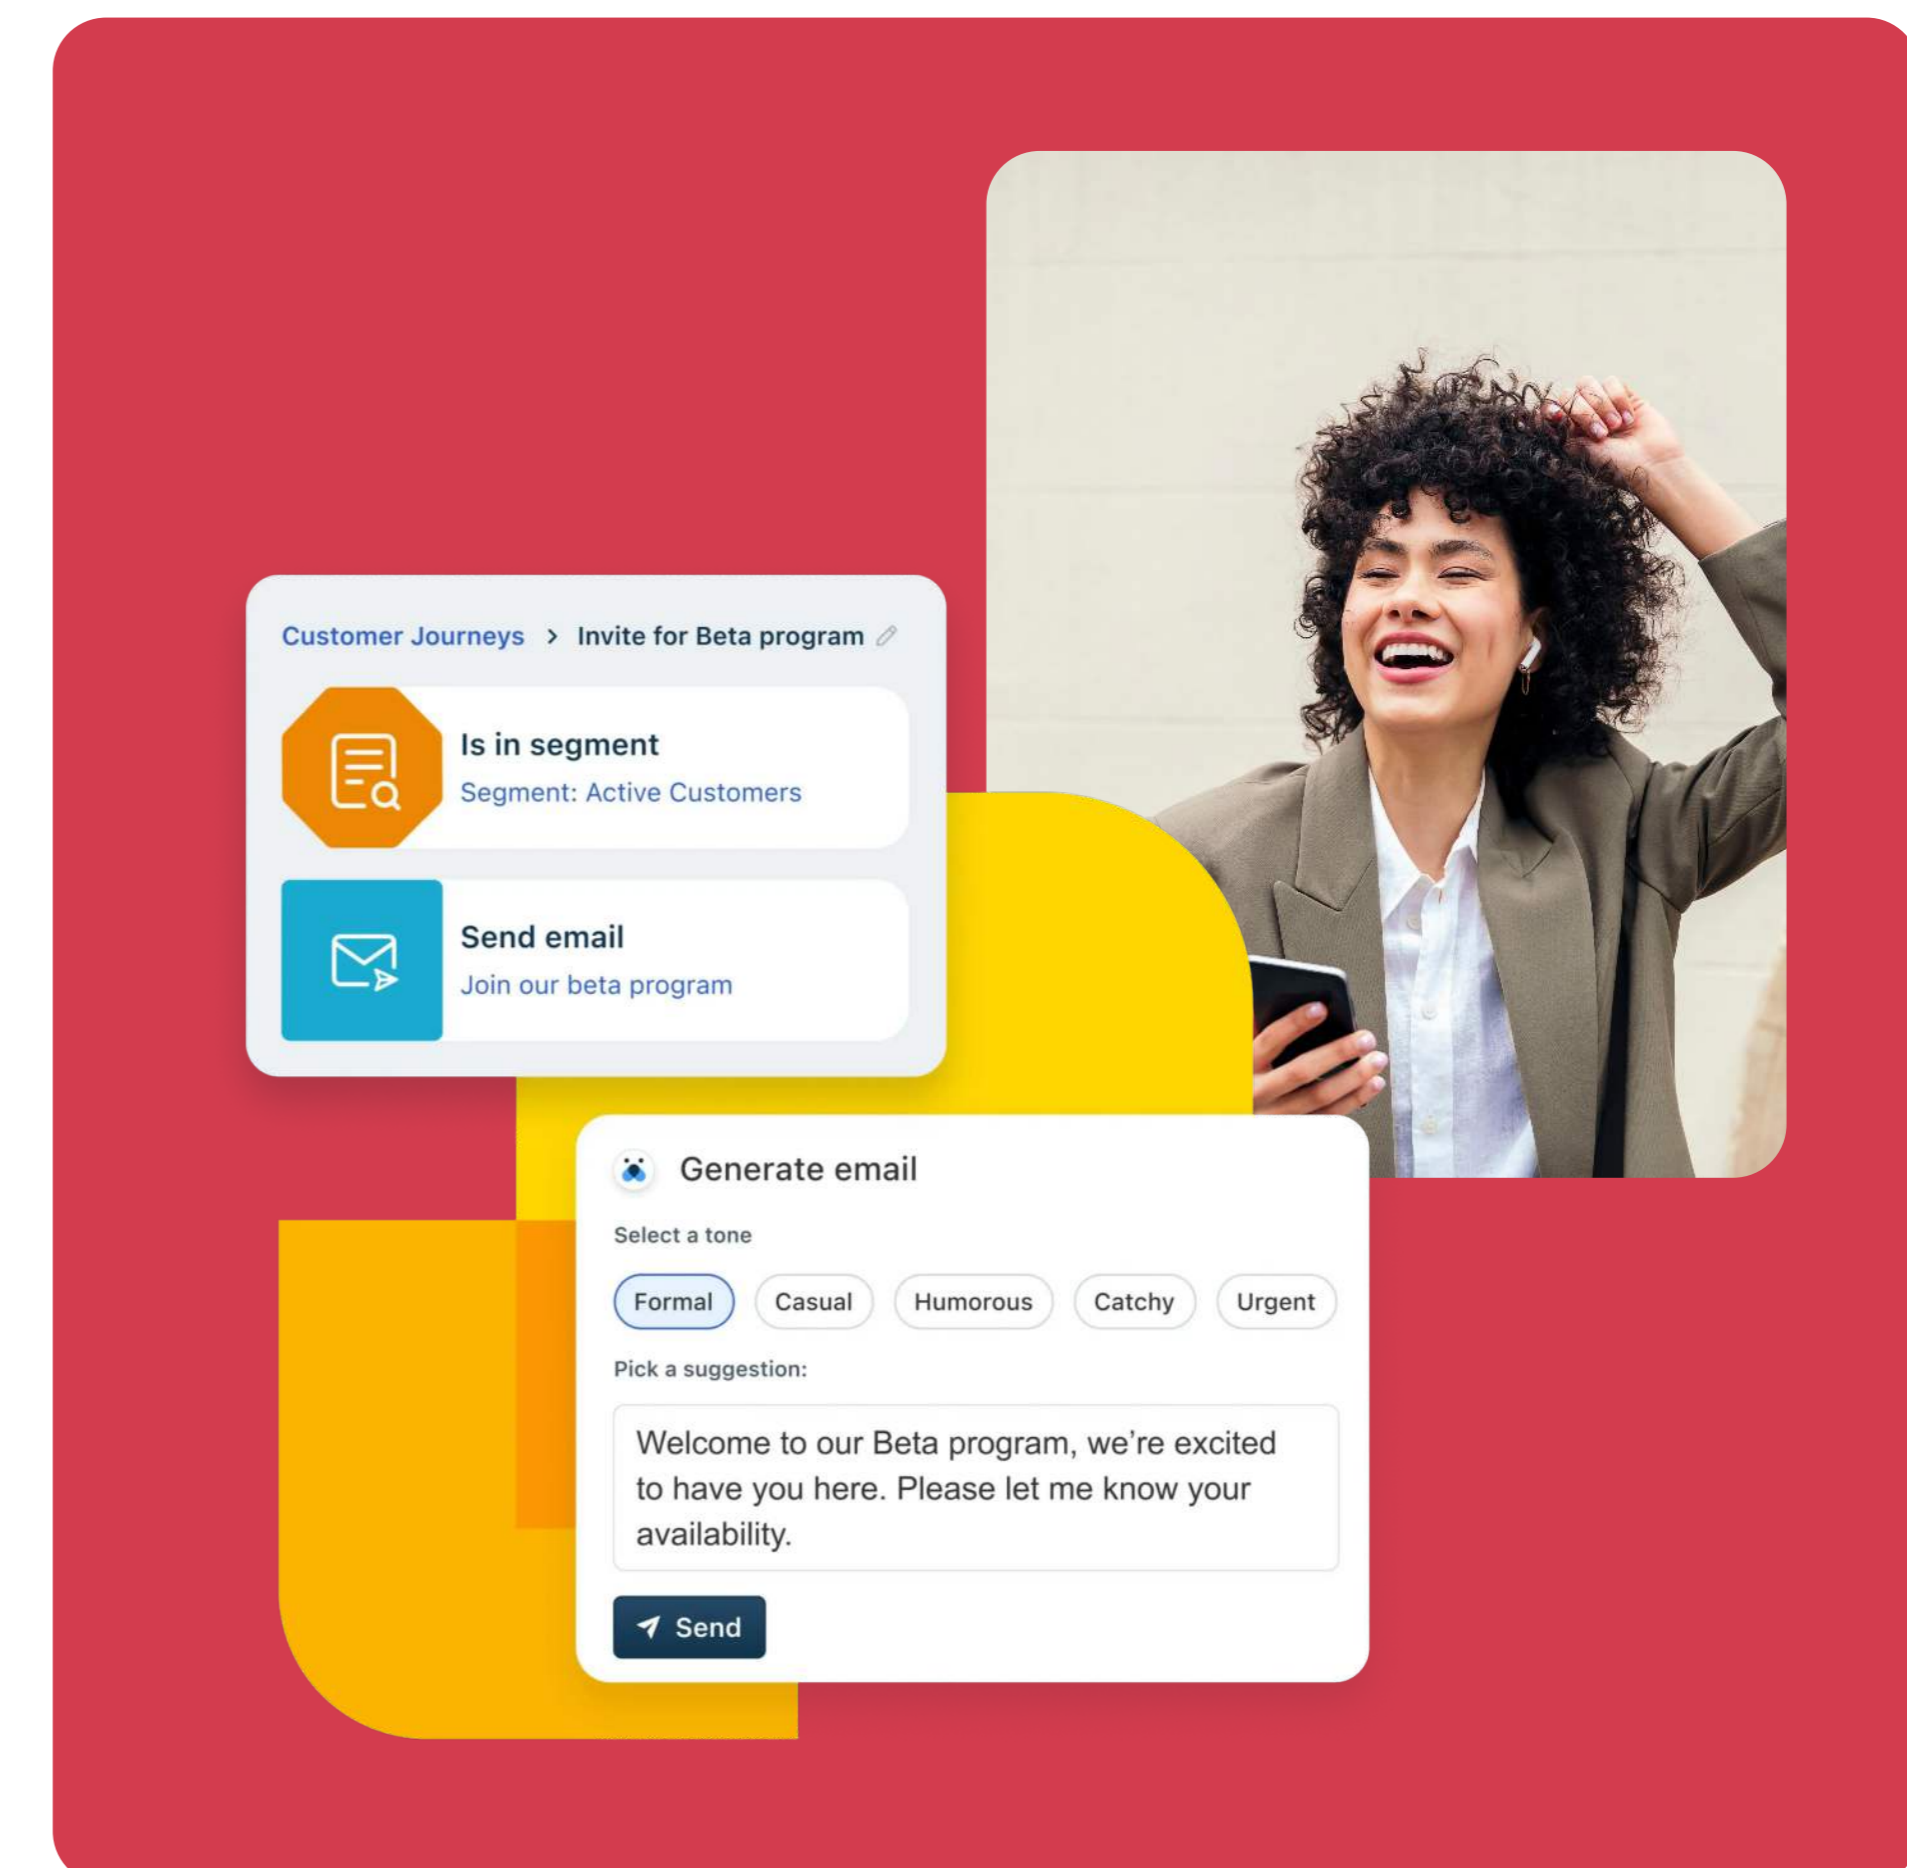 Customer Journeys > Invite for Beta program
Is in segment
Segment: Active Customers
Send email
Join our beta program
Generate email
Select a tone
Formal Casual Humorous Catchy Urgent
Pick a suggestion:
Welcome to our Beta program, we’re excited
to have you here. Please let me know your
availability.
Send